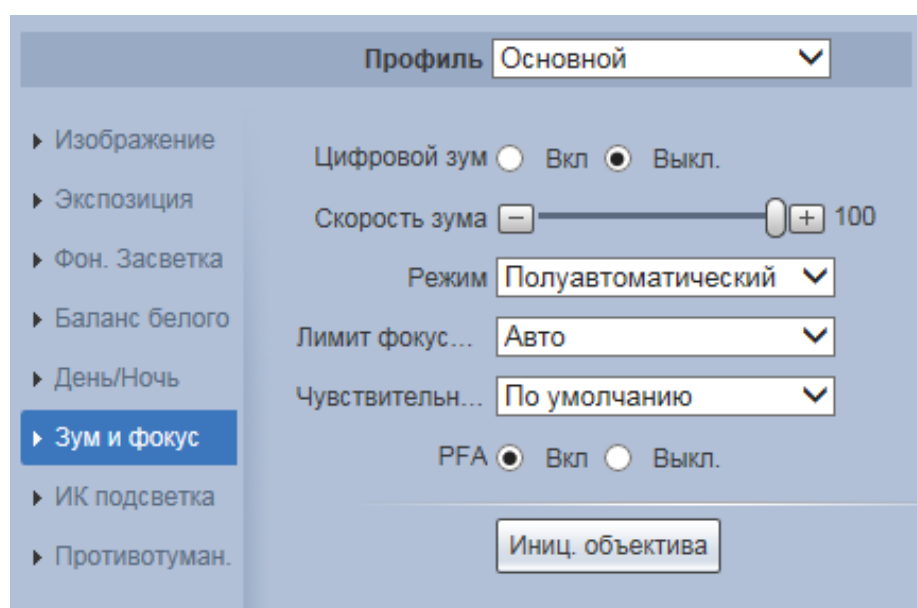 Профиль Основной
Изображение
Экспозиция
Фон. Засветка
Баланс белого
День/Ночь
Зум и фокус
ИК подсветка
Противотуман.
Цифровой зум Вкл Выкл.
Скорость зума 100
Режим Полуавтоматический
Лимит фокус... Авто
Чувствительн... По умолчанию
PFA Вкл Выкл.
Иниц. объектива